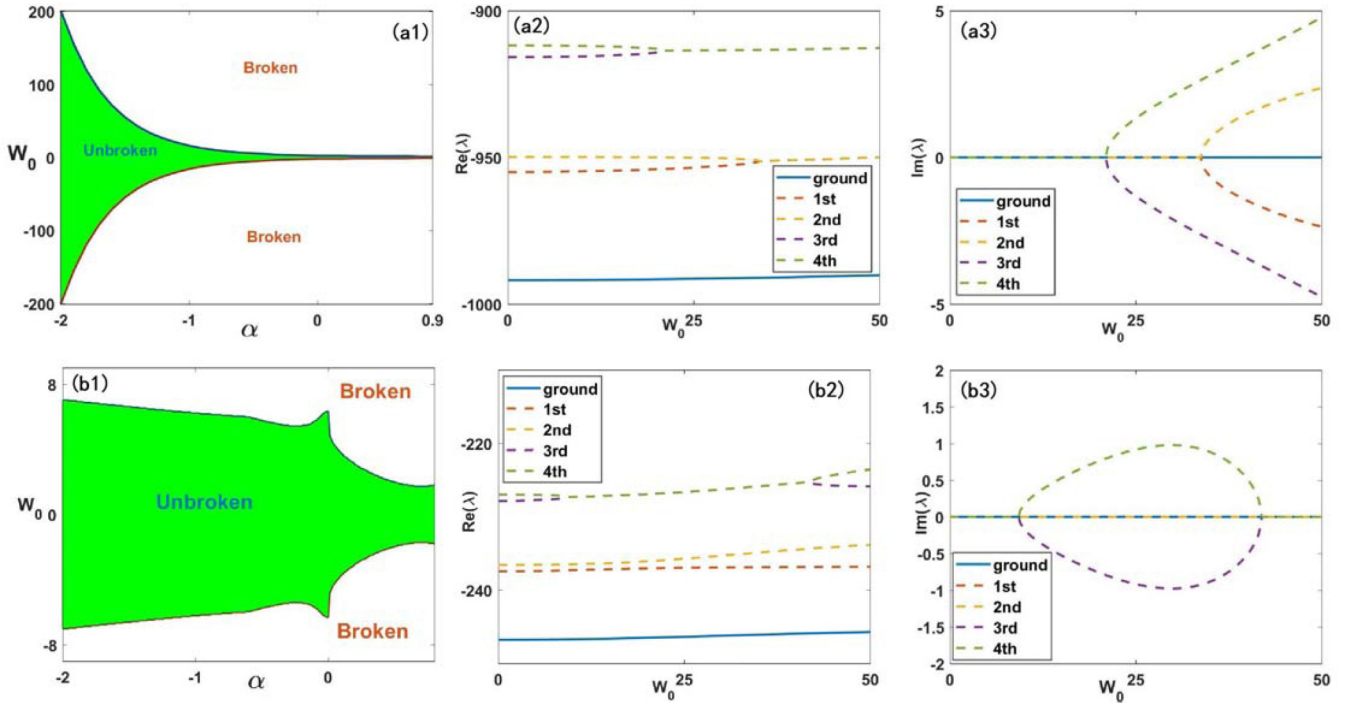 (a1)
200
100
0
-100
-200
W0
Broken
Unbroken
Broken
-2
-1
0
0.9
α
(a2)
-900
-950
-1000
Re(λ)
ground
1st
2nd
3rd
4th
0
25
50
W0
(a3)
5
0
-5
Im(λ)
ground
1st
2nd
3rd
4th
0
25
50
W0
(b1)
8
0
-8
W0
Broken
Unbroken
Broken
-2
-1
0
α
(b2)
-220
-240
Re(λ)
ground
1st
2nd
3rd
4th
0
25
50
W0
(b3)
2
1.5
1
0.5
0
-0.5
-1
-1.5
-2
Im(λ)
ground
1st
2nd
3rd
4th
0
25
50
W0